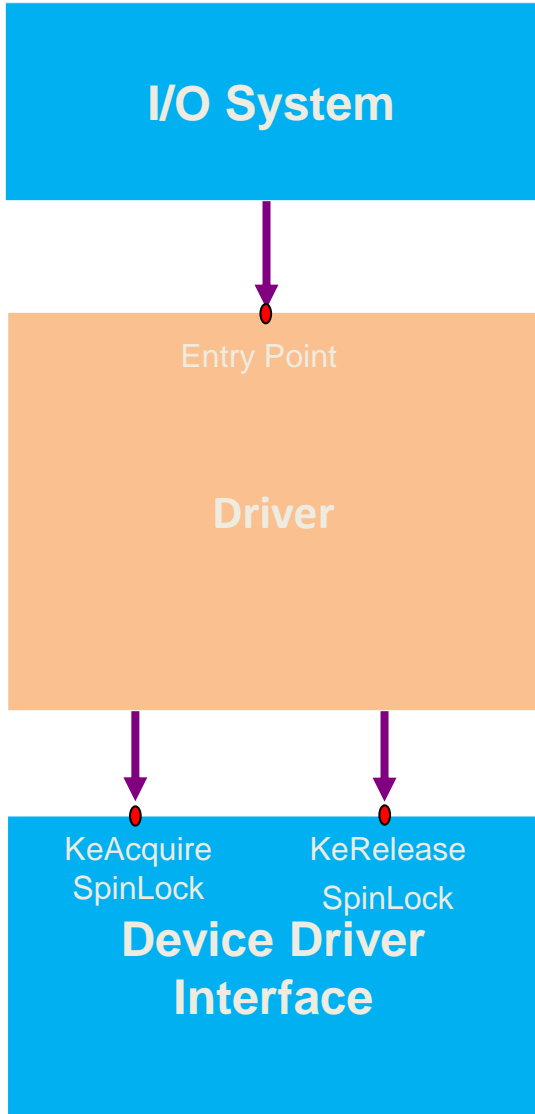 I/O System
Entry Point
Driver
KeAcquire
SpinLock
KeRelease
SpinLock
Device Driver
Interface